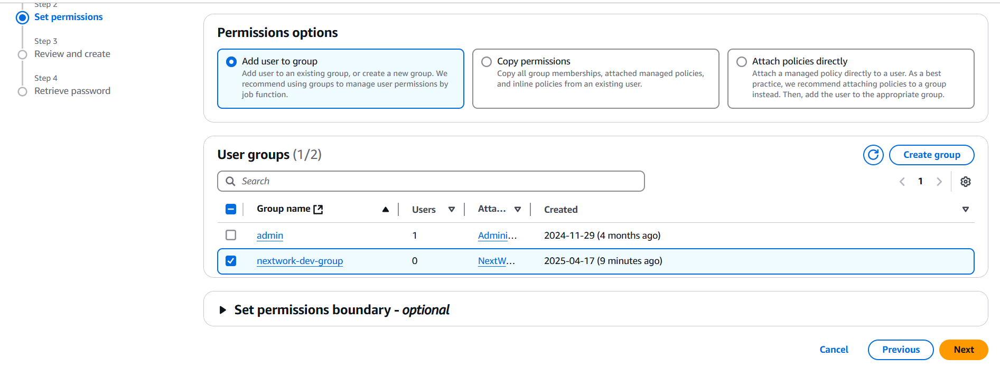 Step 2
Set permissions
Step 3
Review and create
Step 4
Retrieve password
Permissions options
Add user to group
Add user to an existing group, or create a new group. We
recommend using groups to manage user permissions by
job function.
Copy permissions
Copy all group memberships, attached managed policies,
and inline policies from an existing user.
Attach policies directly
Attach a managed policy directly to a user. As a best
practice, we recommend attaching policies to a group
instead. Then, add the user to the appropriate group.
User groups (1/2)
Create group
Search
1
Group name Users Atta... Created
admin 1 Admini... 2024-11-29 (4 months ago)
nextwork-dev-group 0 NextW... 2025-04-17 (9 minutes ago)
Set permissions boundary - optional
Cancel Previous Next